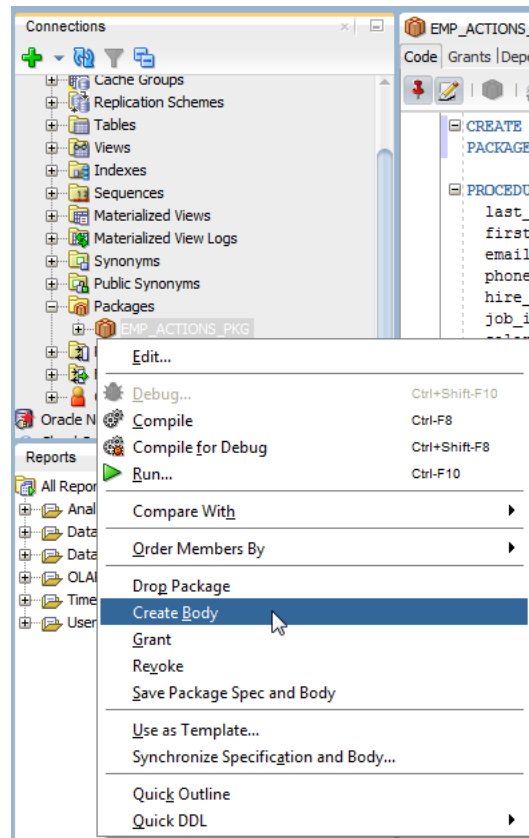 Connections
Cache Groups
Replication Schemes
Tables
Views
Indexes
Sequences
Materialized Views
Materialized View Logs
Synonyms
Public Synonyms
Packages
EMP_ACTIONS_PKG
Oracle N
Reports
All Repor
Anal
Data
Data
OLA
Time
User
EMP_ACTIONS_
Code Grants Depe
CREATE
PACKAGE
PROCEDU
last_
first
email
phone
hire_
job_i
Edit...
Debug... Ctrl+Shift-F10
Compile Ctrl-F8
Compile for Debug Ctrl+Shift-F8
Run... Ctrl-F10
Compare With
Order Members By
Drop Package
Create Body
Grant
Revoke
Save Package Spec and Body
Use as Template...
Synchronize Specification and Body...
Quick Outline
Quick DDL